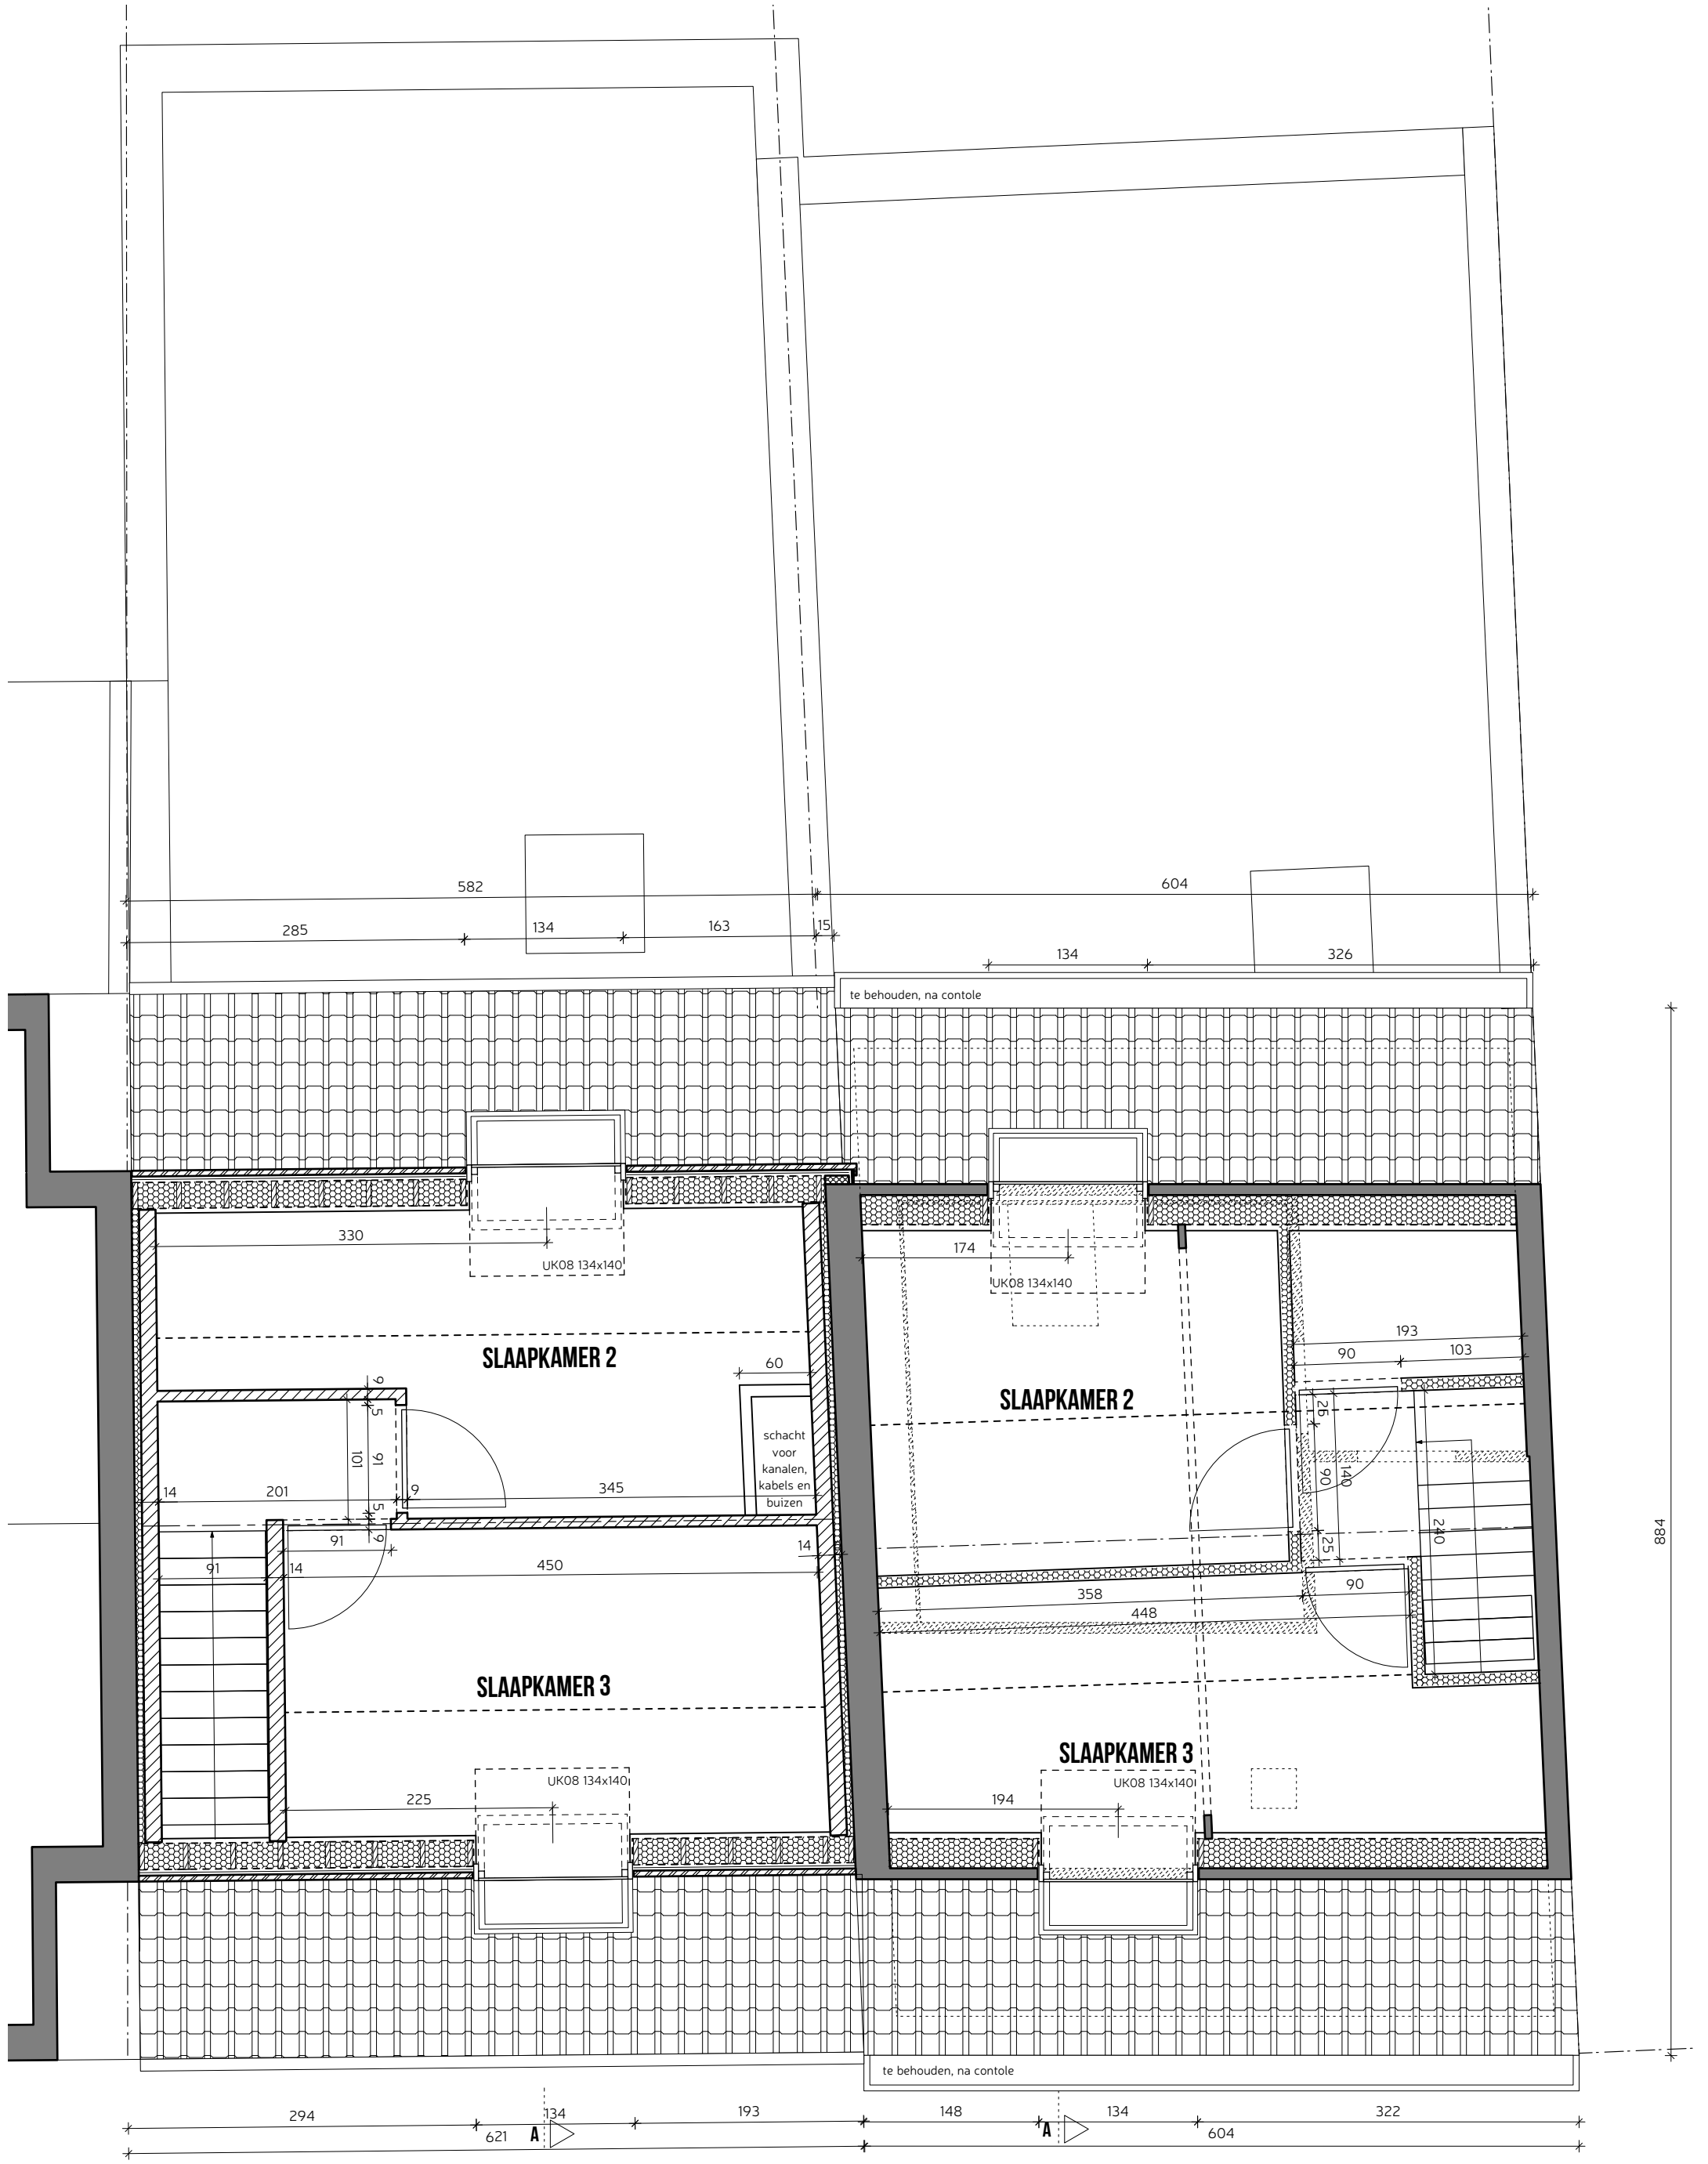 582
604
285
134
163
15
134
326
te behouden, na contole
330
UK08 134x140
174
UK08 134x140
SLAAPKAMER 2
60
193
90
103
SLAAPKAMER 2
9
5
101
91
5
9
schacht
voor
kanalen,
kabels en
buizen
26
90
140
25
240
14
201
9
345
91
14
91
14
450
358
90
448
884
SLAAPKAMER 3
SLAAPKAMER 3
UK08 134x140
UK08 134x140
225
194
te behouden, na contole
294
134
193
148
134
322
621
A
A
604